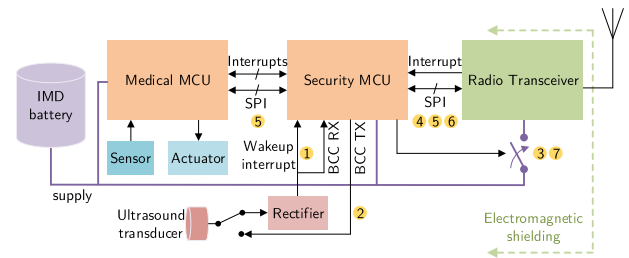 IMD
battery
Medical MCU
Interrupts
SPI
5
Security MCU
Interrupt
SPI
4 5 6
Radio Transceiver
Sensor
Actuator
Wakeup
interrupt
1
BCC RX
BCC TX
3 7
supply
Ultrasound
transducer
Rectifier
2
Electromagnetic
shielding